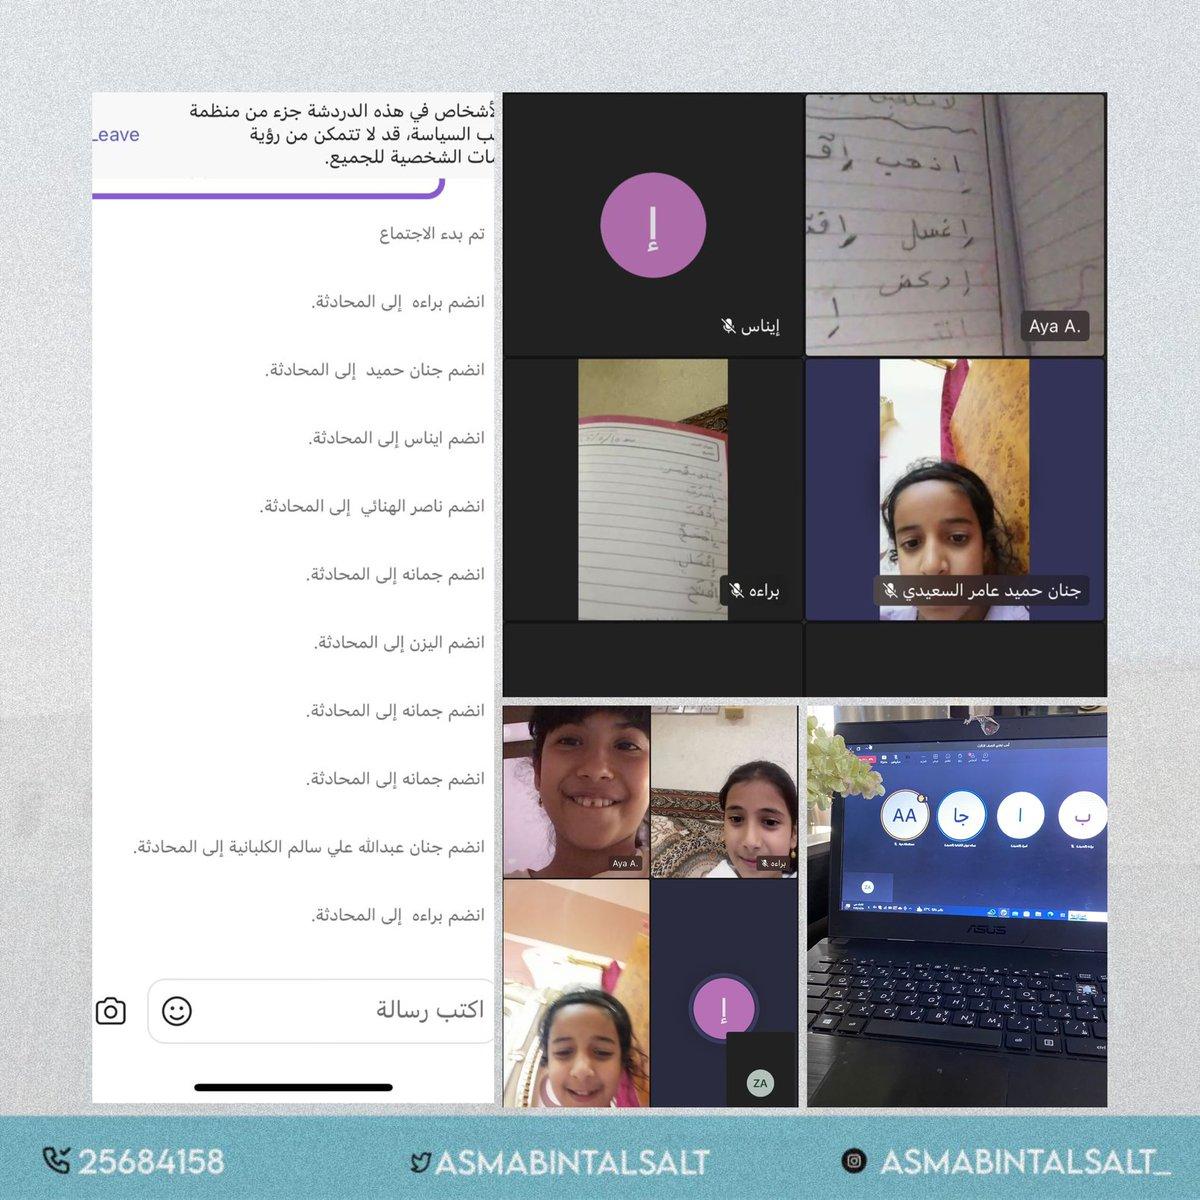 لأشخاص في هذه الدردشة جزء من منظمة
ب السياسة، قد لا تتمكن من رؤية
ات الشخصية للجميع.
Leave
تم بدء الاجتماع
انضم براءه إلى المحادثة.
انضم جنان حميد إلى المحادثة.
انضم ايناس إلى المحادثة.
انضم ناصر الهنائي إلى المحادثة.
انضم جمانه إلى المحادثة.
انضم اليزن إلى المحادثة.
انضم جمانه إلى المحادثة.
انضم جمانه إلى المحادثة.
انضم جنان عبدالله علي سالم الكلبانية إلى المحادثة.
انضم براءه إلى المحادثة.
اكتب رسالة
إ
إيناس
اذهب
إغسل
إركض
Aya A.
براءه
جنان حميد عامر السعيدي
Aya A.
براءه
إ
ZA
AA
جا
ا
ب
ZA
ASUS
25684158
ASMABINTALSALT
ASMABINTALSALT_